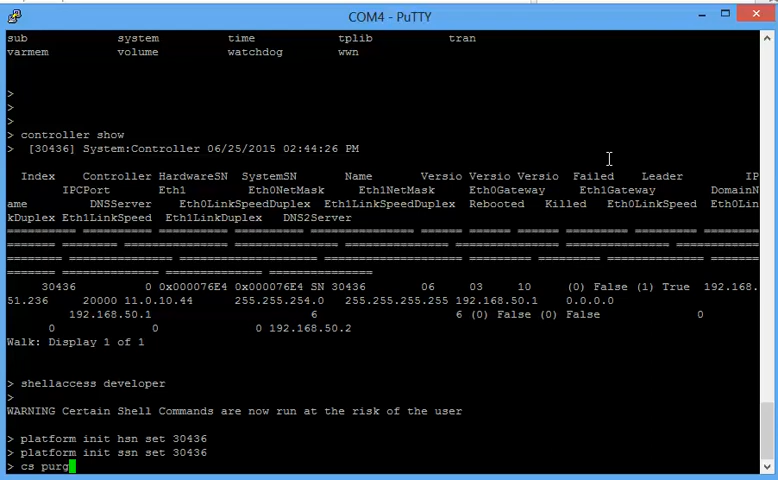 COM4 - PuTTY
sub system time tplib tran
varmem volume watchdog wwn
>
>
>
> controller show
> [30436] System:Controller 06/25/2015 02:44:26 PM
Index Controller HardwareSN SystemSN Name Versio Versio Versio Failed Leader IP
IPCPort Eth1 Eth0NetMask Eth1NetMask Eth0Gateway Eth1Gateway DomainN
ame DNSServer Eth0LinkSpeedDuplex Eth1LinkSpeedDuplex Rebooted Killed Eth0LinkSpeed Eth0Lin
kDuplex Eth1LinkSpeed Eth1LinkDuplex DNS2Server
30436 0 0x000076E4 0x000076E4 SN 30436 06 03 10 (0) False (1) True 192.168.
51.236 20000 11.0.10.44 255.255.254.0 255.255.255.255 192.168.50.1 0.0.0.0
192.168.50.1 6 6 (0) False (0) False 0
0 0 0 192.168.50.2
Walk: Display 1 of 1
> shellaccess developer
>
WARNING Certain Shell Commands are now run at the risk of the user
> platform init hsn set 30436
> platform init ssn set 30436
> cs purg